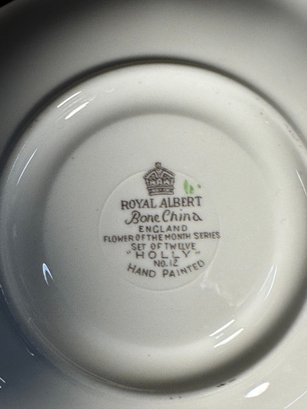 ROYAL ALBERT
Bone China
ENGLAND
FLOWER OF THE MONTH SERIES
SET OF TWELVE
"HOLLY"
NO. 12
HAND PAINTED